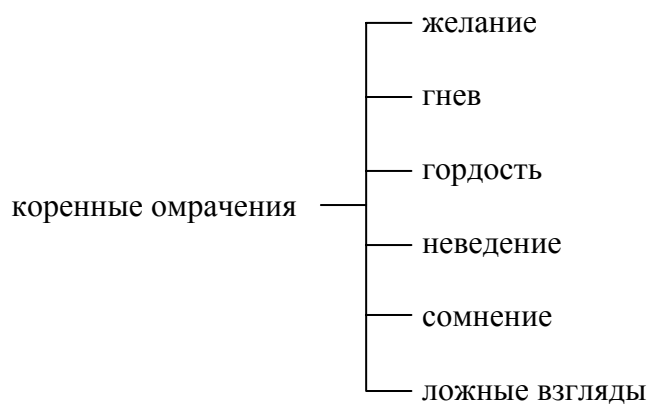 желание
гнев
гордость
коренные омрачения
неведение
сомнение
ложные взгляды